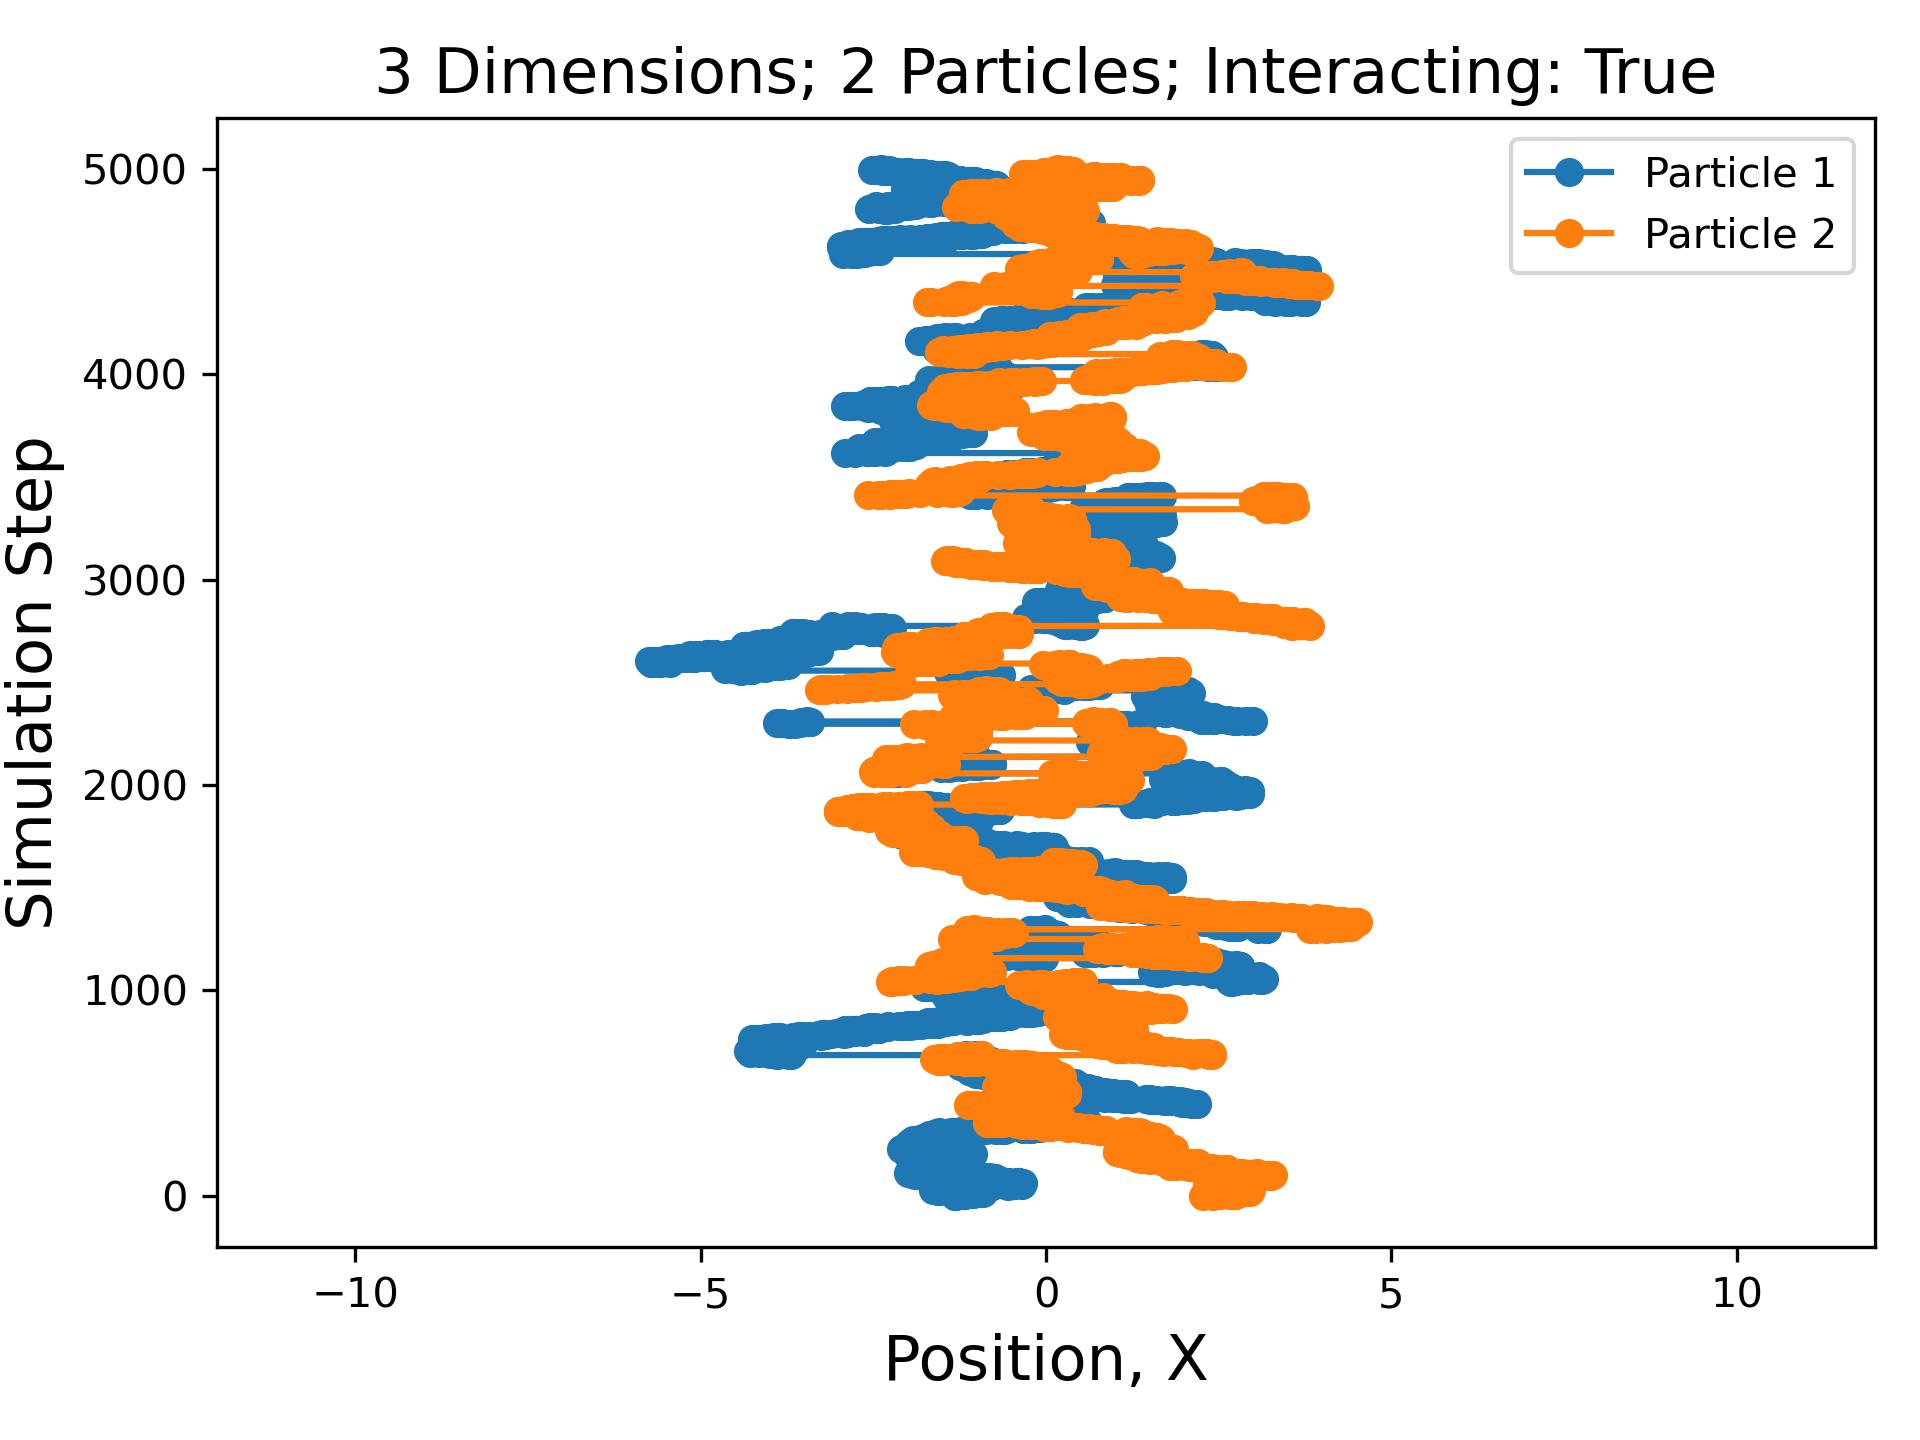 3 Dimensions; 2 Particles; Interacting: True
Particle 1
Particle 2
Simulation Step
5000
4000
3000
2000
1000
0
−10
−5
0
5
10
Position, X